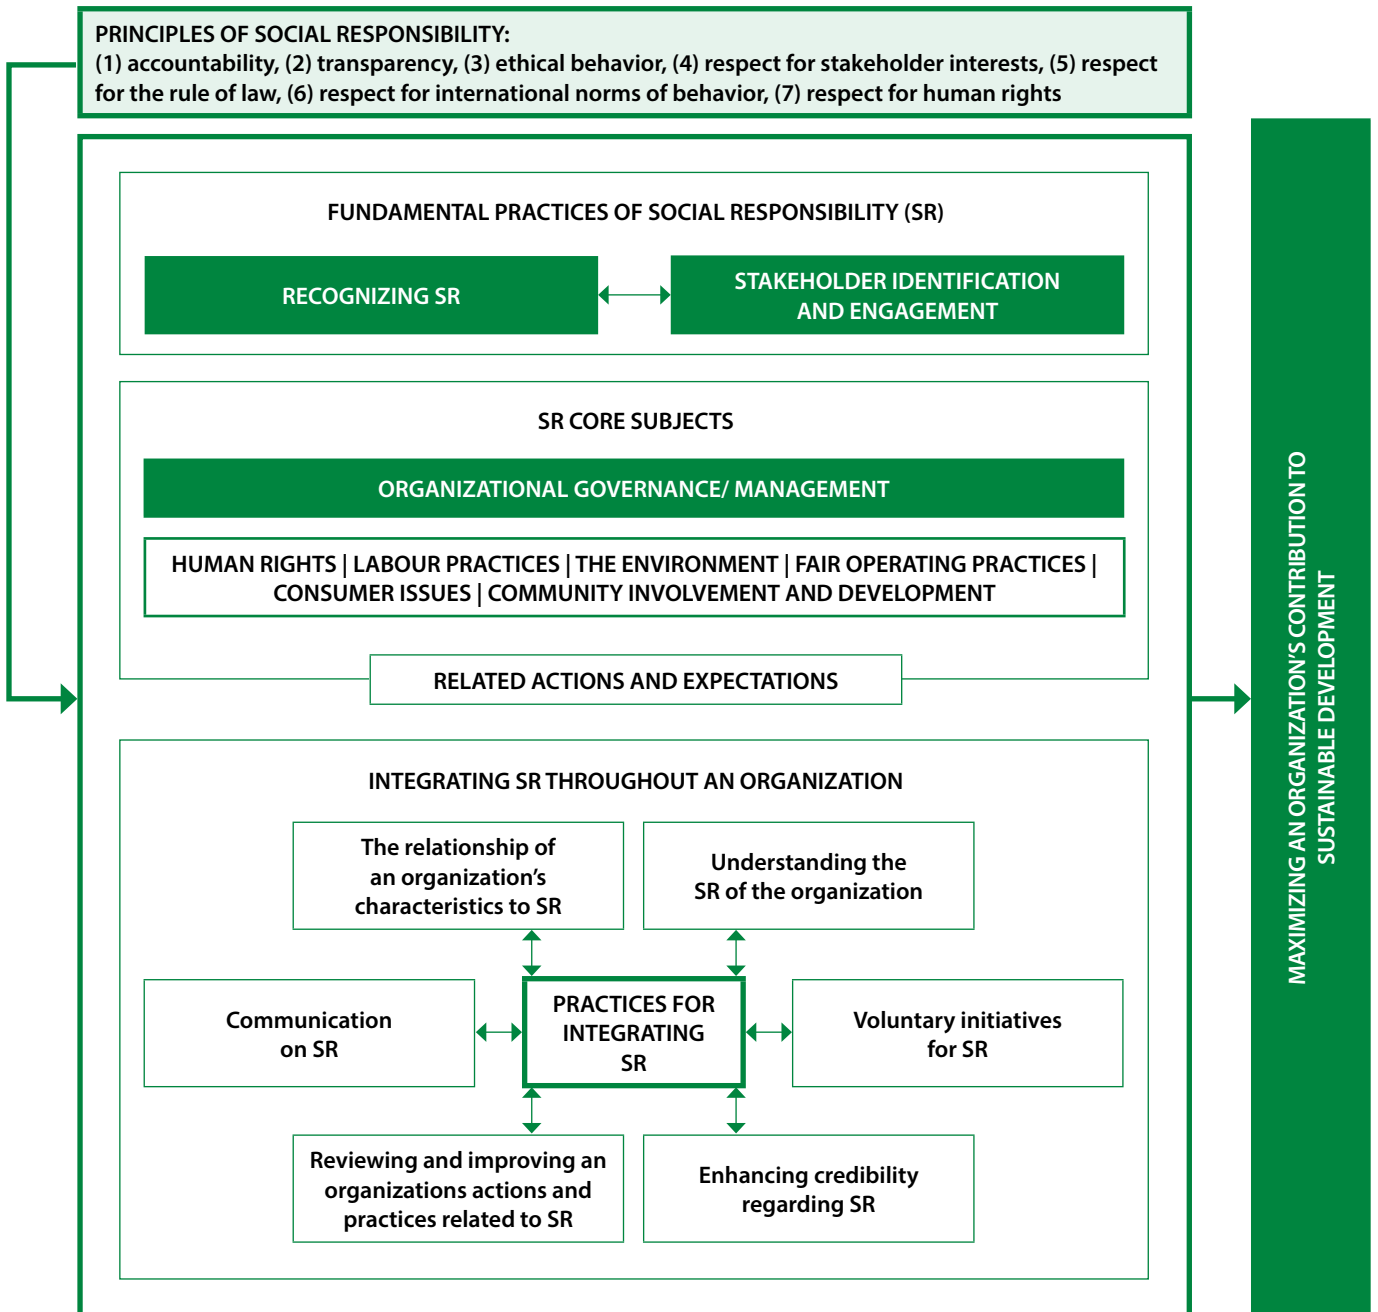 PRINCIPLES OF SOCIAL RESPONSIBILITY:
(1) accountability, (2) transparency, (3) ethical behavior, (4) respect for stakeholder interests, (5) respect
for the rule of law, (6) respect for international norms of behavior, (7) respect for human rights
FUNDAMENTAL PRACTICES OF SOCIAL RESPONSIBILITY (SR)
RECOGNIZING SR
STAKEHOLDER IDENTIFICATION
AND ENGAGEMENT
SR CORE SUBJECTS
ORGANIZATIONAL GOVERNANCE/ MANAGEMENT
HUMAN RIGHTS | LABOUR PRACTICES | THE ENVIRONMENT | FAIR OPERATING PRACTICES |
CONSUMER ISSUES | COMMUNITY INVOLVEMENT AND DEVELOPMENT
RELATED ACTIONS AND EXPECTATIONS
INTEGRATING SR THROUGHOUT AN ORGANIZATION
The relationship of
an organization's
characteristics to SR
Understanding the
SR of the organization
Communication
on SR
PRACTICES FOR
INTEGRATING
SR
Voluntary initiatives
for SR
Reviewing and improving an
organizations actions and
practices related to SR
Enhancing credibility
regarding SR
MAXIMIZING AN ORGANIZATION'S CONTRIBUTION TO
SUSTAINABLE DEVELOPMENT